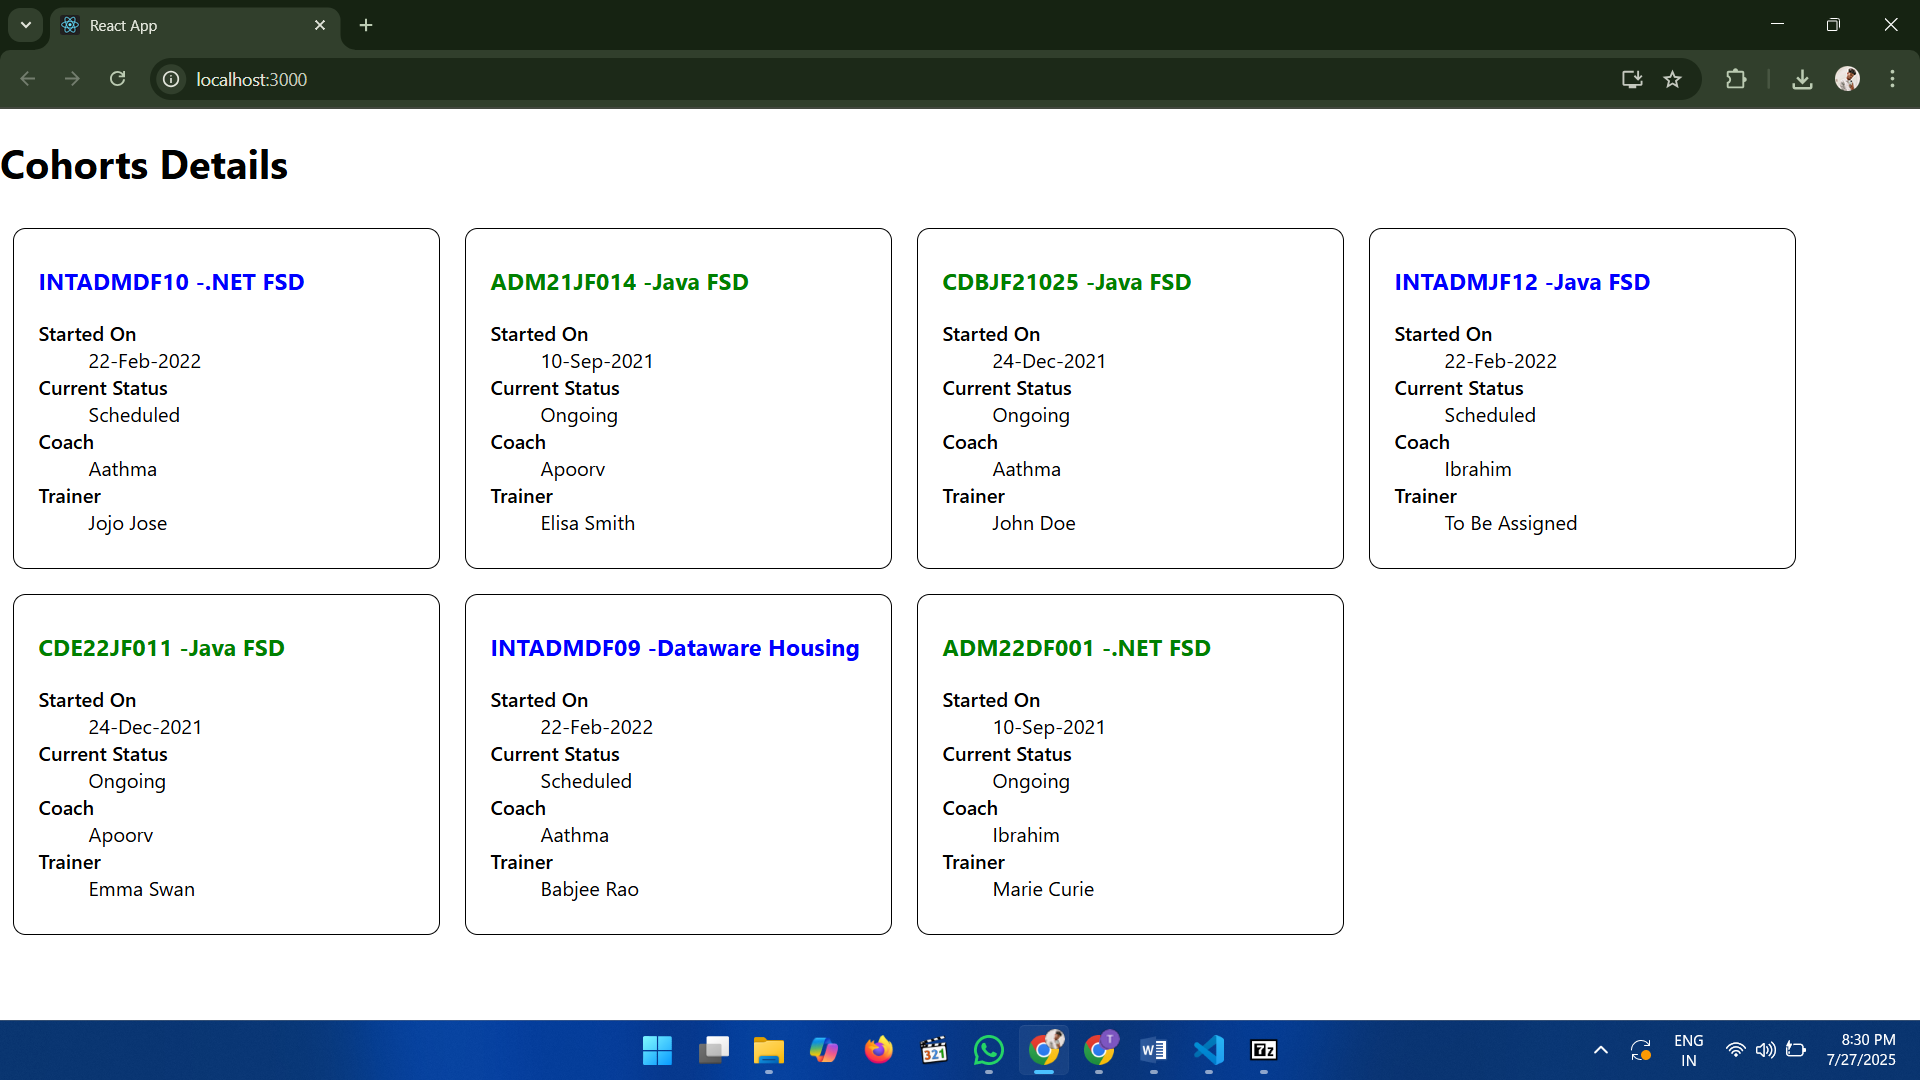 React App
localhost:3000
Cohorts Details
INTADMDF10 -.NET FSD
Started On
22-Feb-2022
Current Status
Scheduled
Coach
Aathma
Trainer
Jojo Jose
ADM21JF014 -Java FSD
Started On
10-Sep-2021
Current Status
Ongoing
Coach
Apoorv
Trainer
Elisa Smith
CDBJF21025 -Java FSD
Started On
24-Dec-2021
Current Status
Ongoing
Coach
Aathma
Trainer
John Doe
INTADMJF12 -Java FSD
Started On
22-Feb-2022
Current Status
Scheduled
Coach
Ibrahim
Trainer
To Be Assigned
CDE22JF011 -Java FSD
Started On
24-Dec-2021
Current Status
Ongoing
Coach
Apoorv
Trainer
Emma Swan
INTADMDF09 -Dataware Housing
Started On
22-Feb-2022
Current Status
Scheduled
Coach
Aathma
Trainer
Babjee Rao
ADM22DF001 -.NET FSD
Started On
10-Sep-2021
Current Status
Ongoing
Coach
Ibrahim
Trainer
Marie Curie
321
T
W
7z
ENG
IN
8:30 PM
7/27/2025